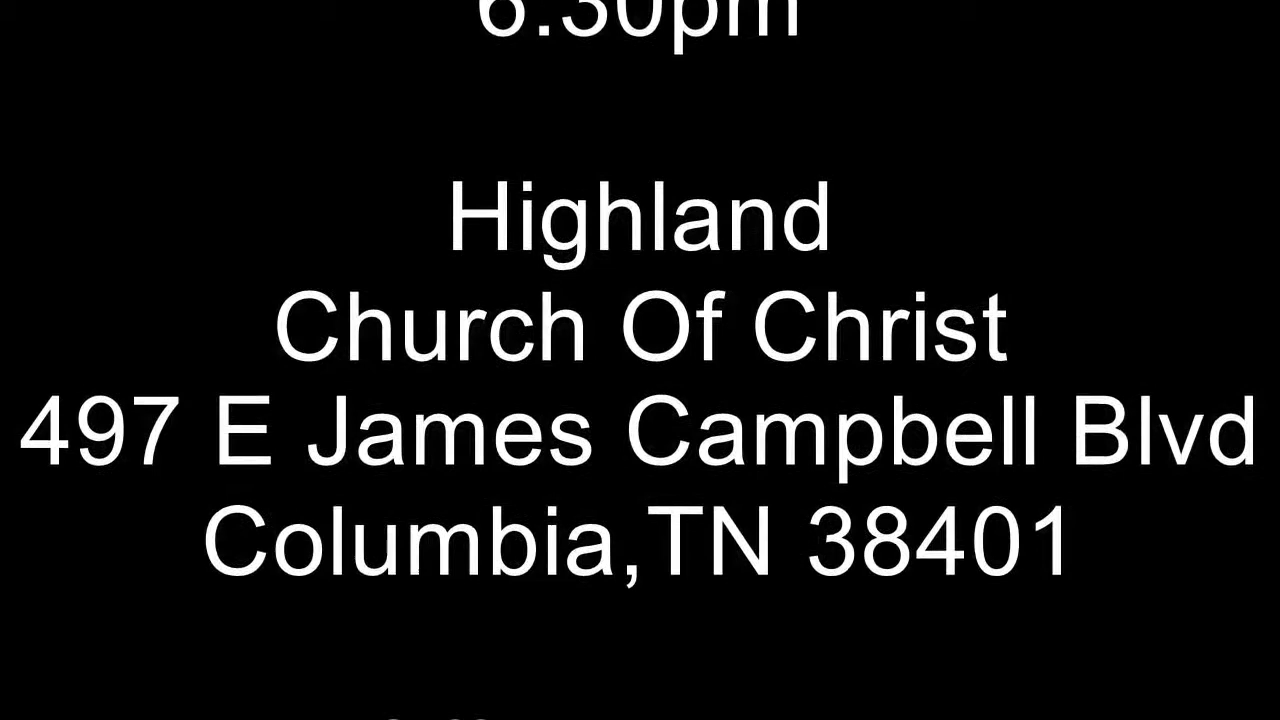 6:30pm
Highland
Church Of Christ
497 E James Campbell Blvd
Columbia,TN 38401